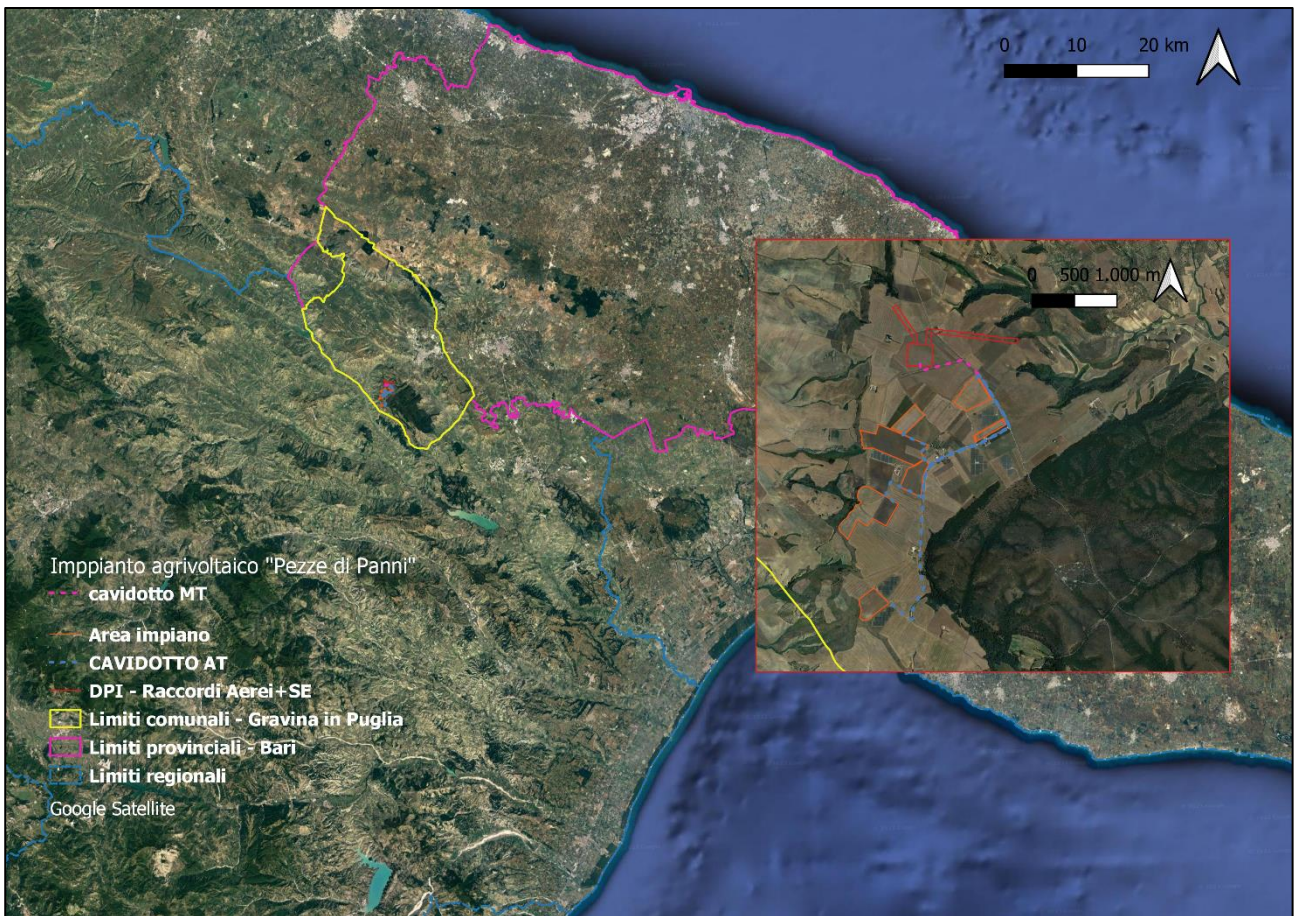 0 10 20 km
0 500 1.000 m
Imppianto agrivoltaico "Pezze di Panni"
cavidotto MT
Area impiano
CAVIDOTTO AT
DPI - Raccordi Aerei+SE
Limiti comunali - Gravina in Puglia
Limiti provinciali - Bari
Limiti regionali
Google Satellite